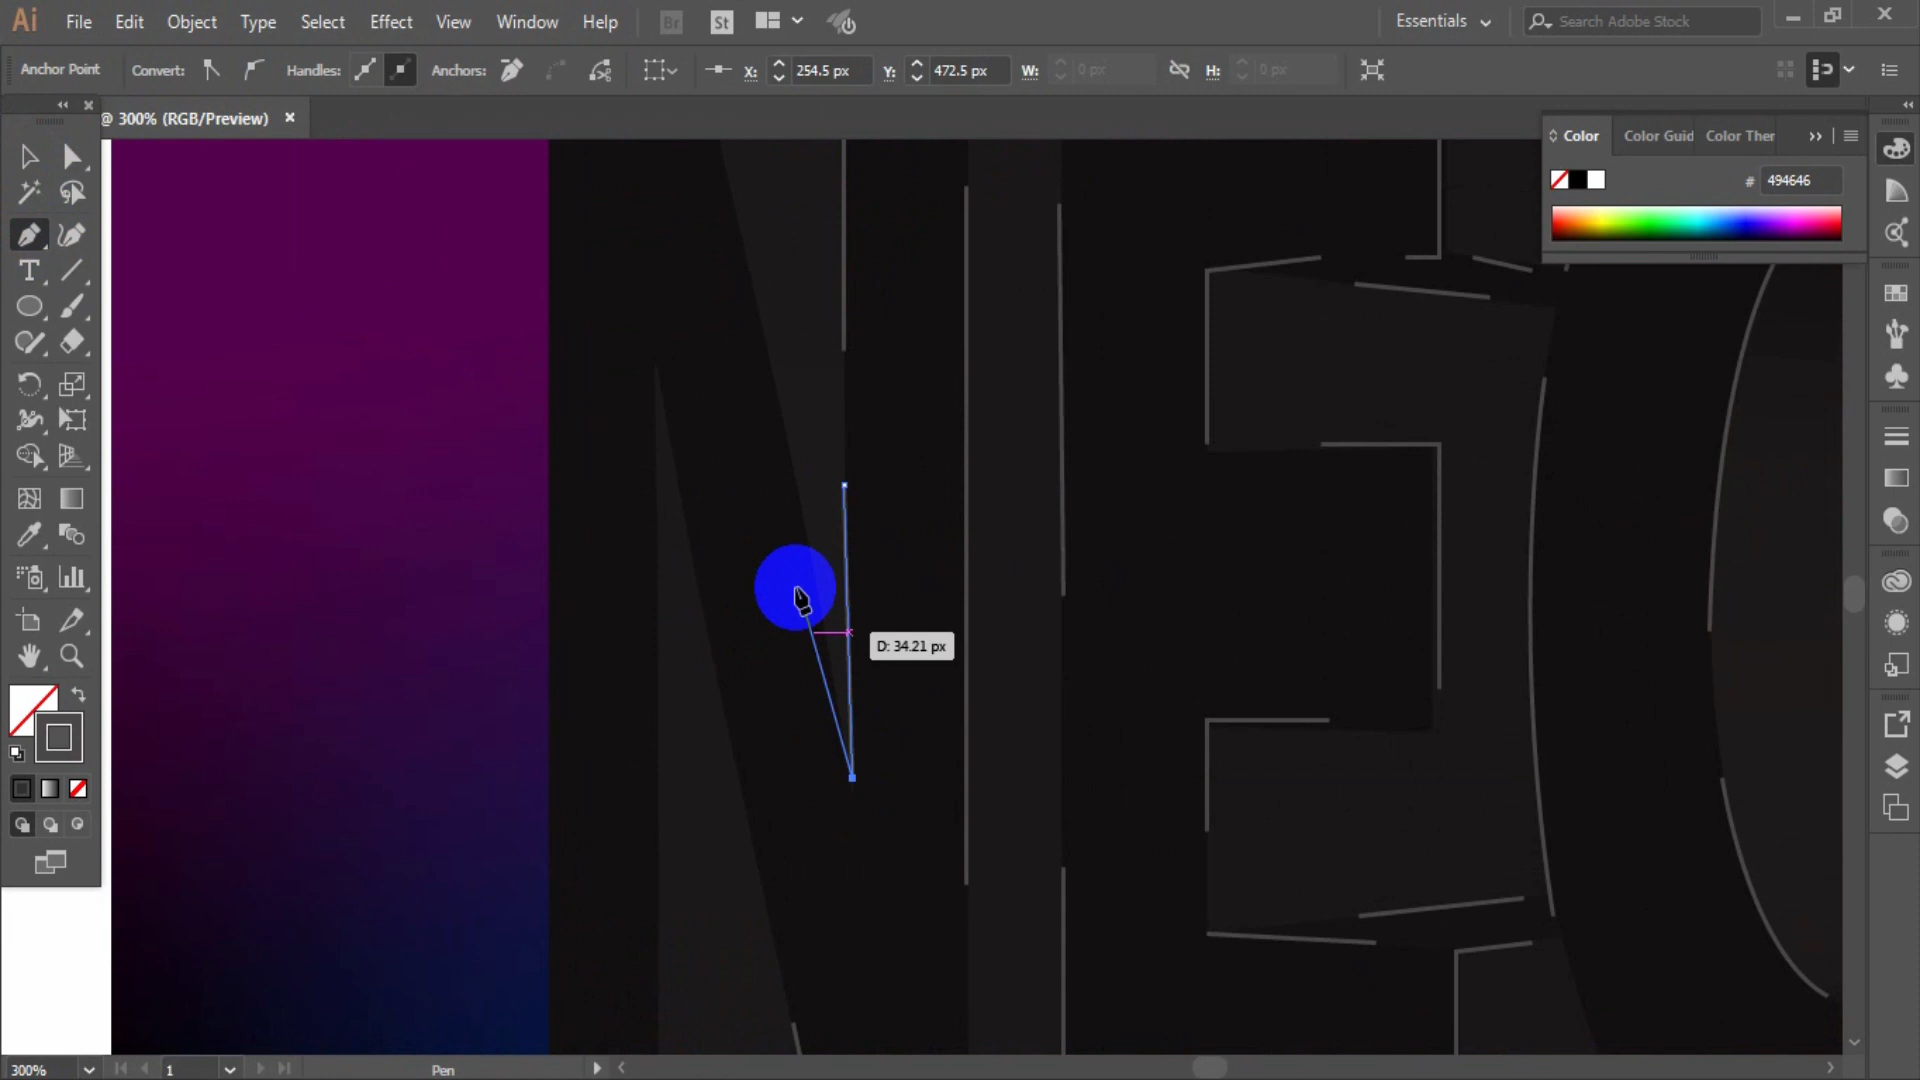 Ai File Edit Object Type Select Effect View Window Help Br St Essentials Search Adobe Stock
Anchor Point Convert: Handles: Anchors: X: 254.5 px Y: 472.5 px W: 0 px H: 0 px
@ 300% (RGB/Preview) ×
Color Color Guid Color Ther
# 494646
D: 34.21 px
300% 1 Pen